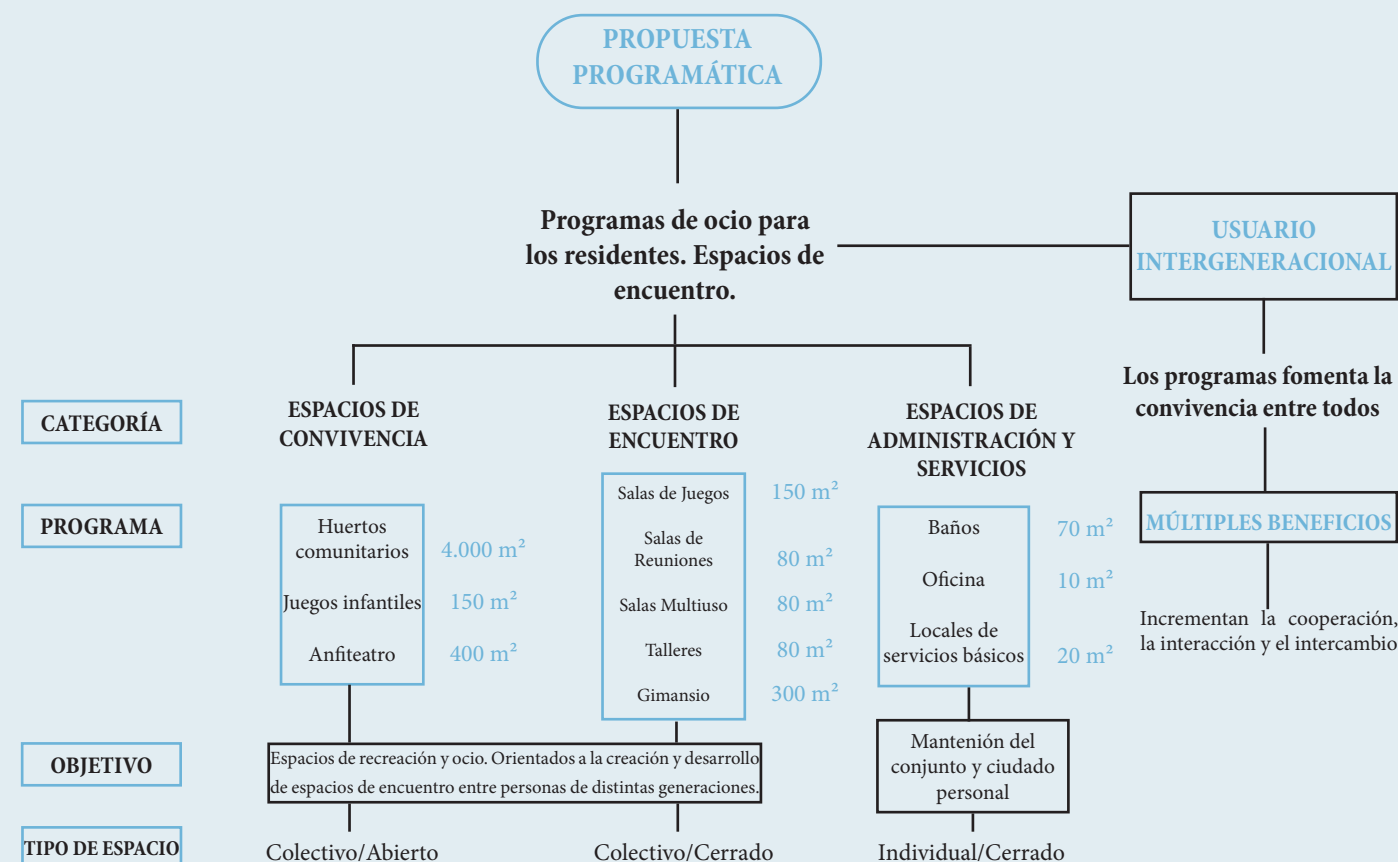 PROPUESTA
PROGRAMÁTICA
Programas de ocio para
los residentes. Espacios de
encuentro.
USUARIO
INTERGENERACIONAL
Los programas fomenta la
convivencia entre todos
MÚLTIPLES BENEFICIOS
Incrementan la cooperación,
la interacción y el intercambio
CATEGORÍA
ESPACIOS DE
CONVIVENCIA
ESPACIOS DE
ENCUENTRO
ESPACIOS DE
ADMINISTRACIÓN Y
SERVICIOS
PROGRAMA
Huertos
comunitarios
4.000 m²
Juegos infantiles
150 m²
Anfiteatro
400 m²
Salas de Juegos
150 m²
Salas de
Reuniones
80 m²
Salas Multiuso
80 m²
Talleres
80 m²
Gimansio
300 m²
Baños
70 m²
Oficina
10 m²
Locales de
servicios básicos
20 m²
OBJETIVO
Espacios de recreación y ocio. Orientados a la creación y desarrollo
de espacios de encuentro entre personas de distintas generaciones.
Mantención del
conjunto y ciudado
personal
TIPO DE ESPACIO
Colectivo/Abierto
Colectivo/Cerrado
Individual/Cerrado